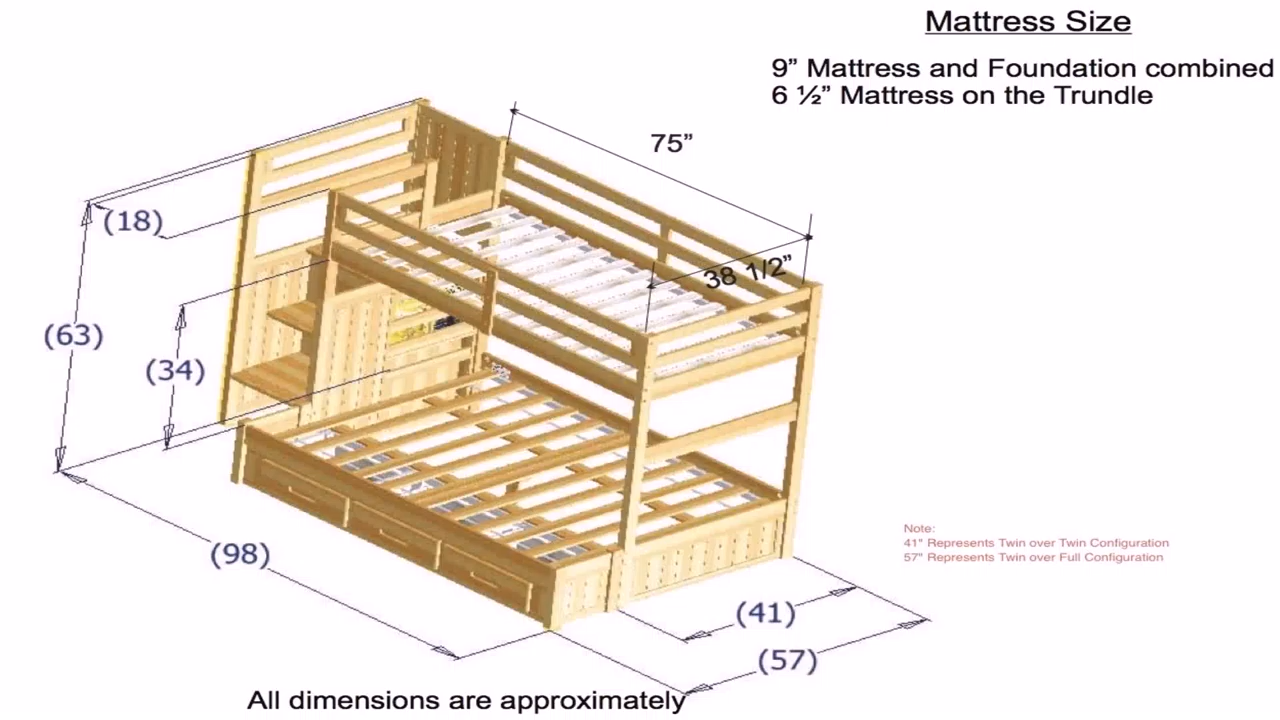 Mattress Size
9” Mattress and Foundation combined
6 ½” Mattress on the Trundle
75”
38 1/2”
(18)
(63)
(34)
(98)
(41)
(57)
Note:
41" Represents Twin over Twin Configuration
57" Represents Twin over Full Configuration
All dimensions are approximately